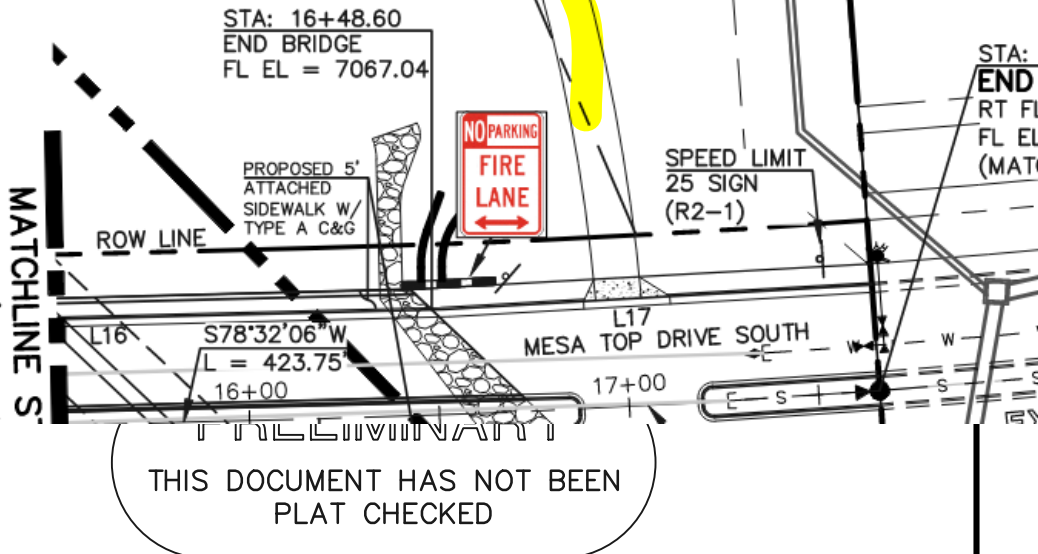 STA: 16+48.60
END BRIDGE
FL EL = 7067.04
STA:
END
RT FL
FL EL
NO PARKING
FIRE
LANE
SPEED LIMIT
25 SIGN
(R2-1)
PROPOSED 5'
ATTACHED
SIDEWALK W/
TYPE A C&G
ROW LINE
MATCHLINE
L16
S78°32'06"W
L = 423.75'
16+00
L17
MESA TOP DRIVE SOUTH
17+00
E
W
W
E
S
S
PRELIMINARY
THIS DOCUMENT HAS NOT BEEN
PLAT CHECKED